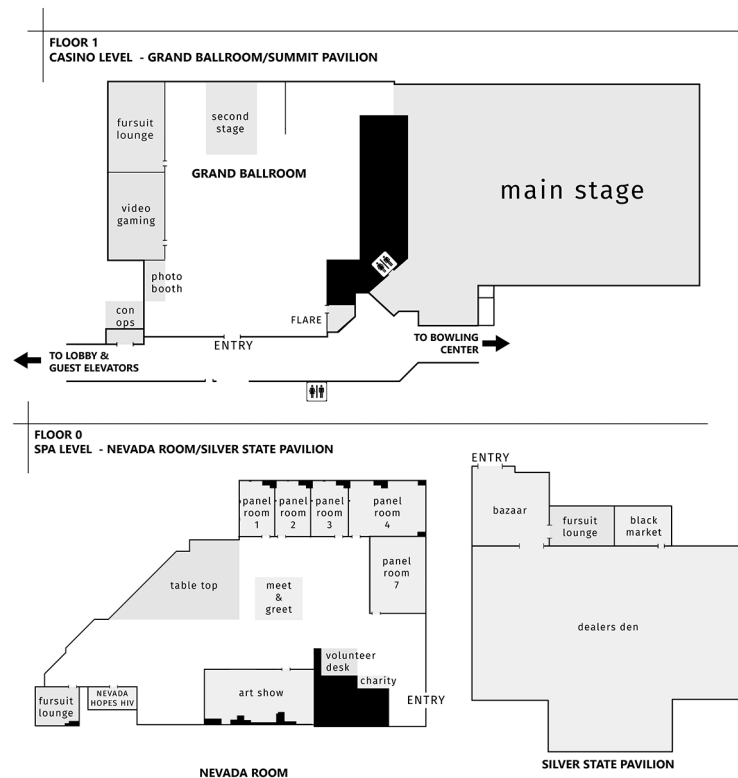 FLOOR 1
CASINO LEVEL - GRAND BALLROOM/SUMMIT PAVILION
fursuit
lounge
second
stage
GRAND BALLROOM
main stage
video
gaming
photo
booth
con
ops
FLARE
ENTRY
TO LOBBY &
GUEST ELEVATORS
TO BOWLING
CENTER
FLOOR 0
SPA LEVEL - NEVADA ROOM/SILVER STATE PAVILION
panel
room
1
panel
room
2
panel
room
3
panel
room
4
panel
room
7
table top
meet
&
greet
volunteer
desk
charity
art show
fursuit
lounge
NEVADA
HOPES HIV
ENTRY
NEVADA ROOM
ENTRY
bazaar
fursuit
lounge
black
market
dealers den
SILVER STATE PAVILION